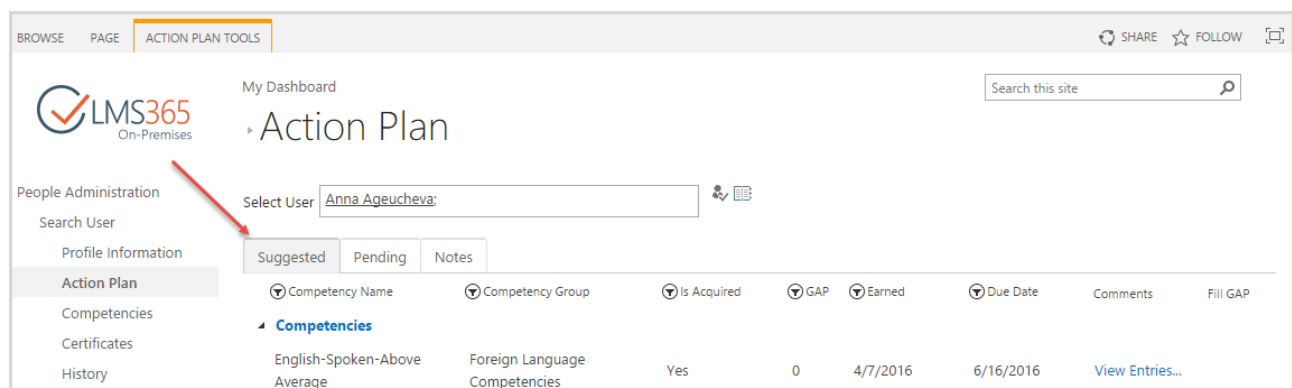 BROWSE PAGE ACTION PLAN TOOLS SHARE FOLLOW
My Dashboard
Search this site
LMS365
On-Premises
Action Plan
People Administration
Select User Anna Ageucheva;
Search User
Profile Information
Suggested Pending Notes
Action Plan
Competency Name Competency Group Is Acquired GAP Earned Due Date Comments Fill GAP
Competencies
Competencies
Certificates
English-Spoken-Above Foreign Language
History
Average Competencies Yes 0 4/7/2016 6/16/2016 View Entries...